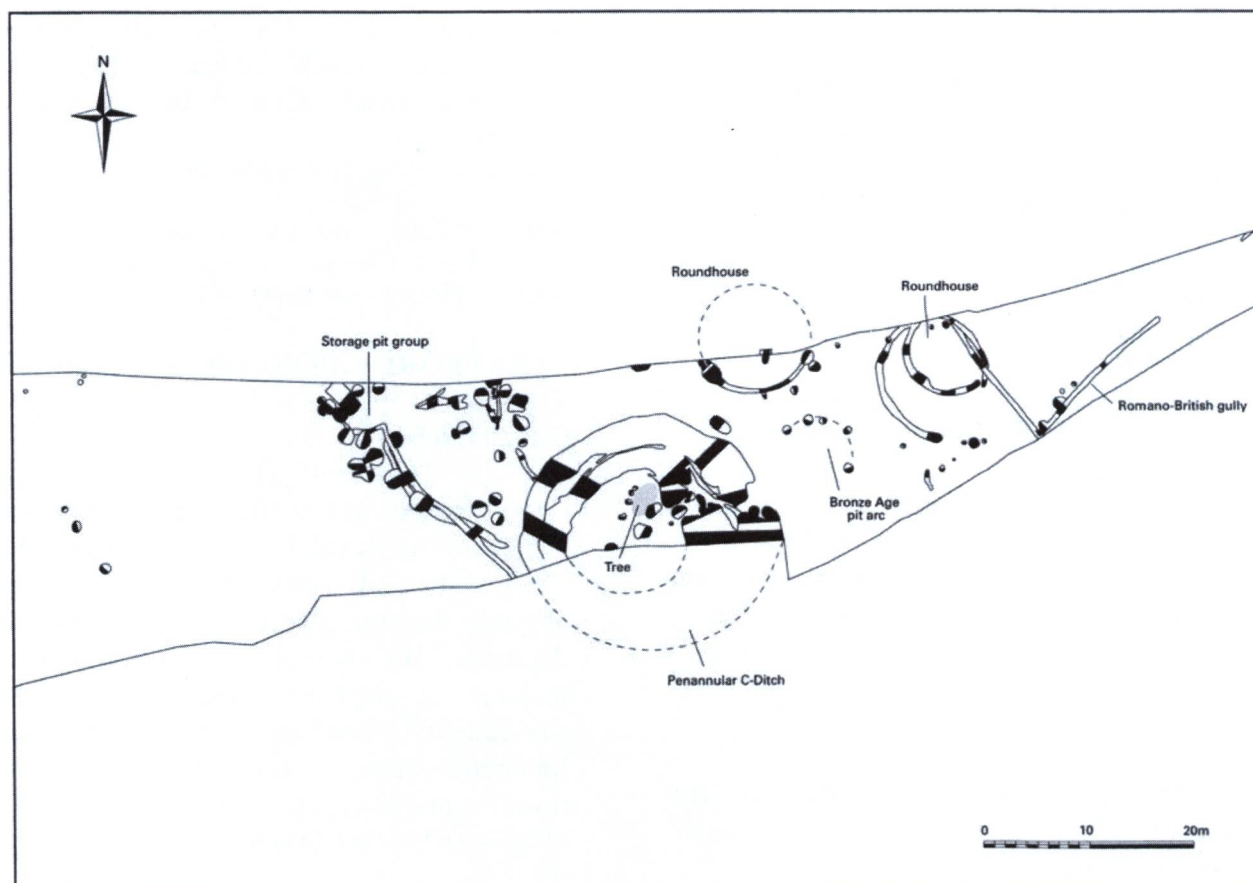 N
Roundhouse
Roundhouse
Storage pit group
Romano-British gully
Bronze Age
pit arc
Tree
Penannular C-Ditch
0 10 20m